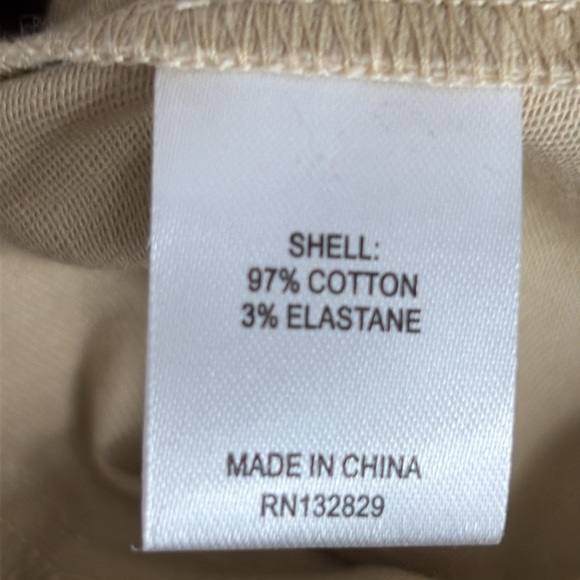 SHELL:
97% COTTON
3% ELASTANE
MADE IN CHINA
RN132829